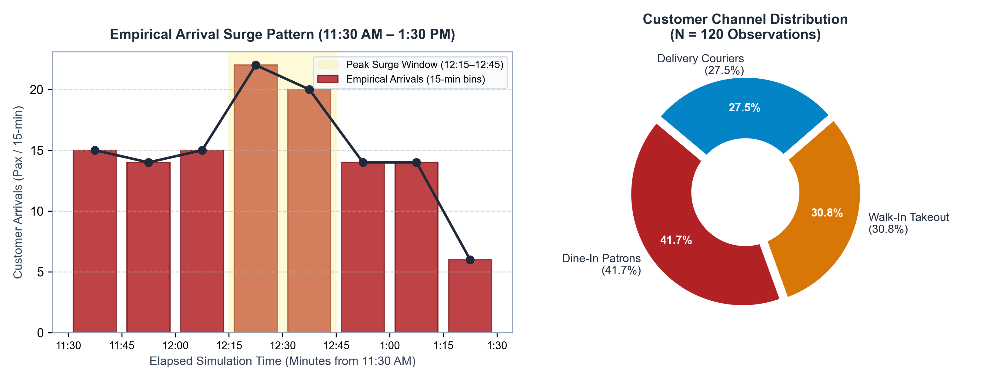 Empirical Arrival Surge Pattern (11:30 AM – 1:30 PM)
Peak Surge Window (12:15–12:45)
Empirical Arrivals (15-min bins)
Customer Arrivals (Pax / 15-min)
20
15
10
5
0
11:30
11:45
12:00
12:15
12:30
12:45
1:00
1:15
1:30
Elapsed Simulation Time (Minutes from 11:30 AM)
Customer Channel Distribution
(N = 120 Observations)
Delivery Couriers
(27.5%)
27.5%
30.8%
Walk-In Takeout
(30.8%)
41.7%
Dine-In Patrons
(41.7%)